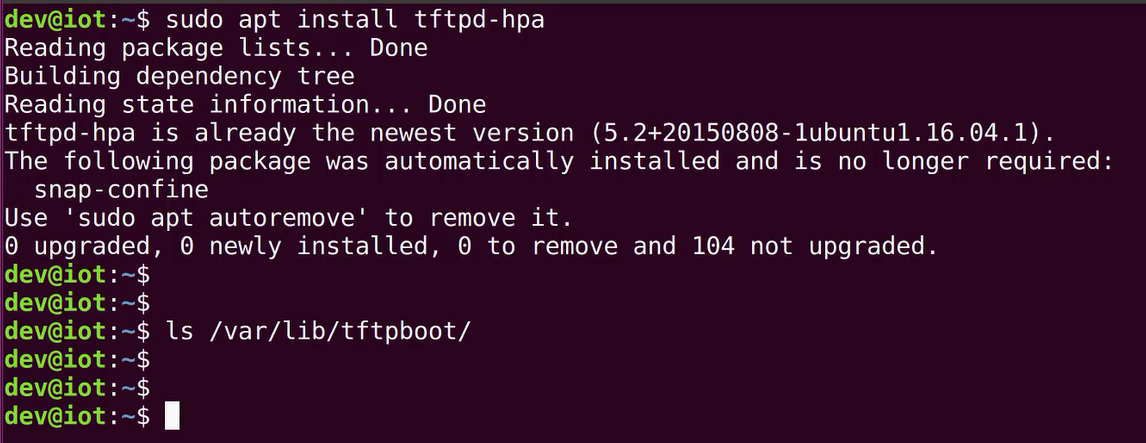 dev@iot:~$ sudo apt install tftpd-hpa
Reading package lists... Done
Building dependency tree
Reading state information... Done
tftpd-hpa is already the newest version (5.2+20150808-1ubuntu1.16.04.1).
The following package was automatically installed and is no longer required:
  snap-confine
Use 'sudo apt autoremove' to remove it.
0 upgraded, 0 newly installed, 0 to remove and 104 not upgraded.
dev@iot:~$
dev@iot:~$
dev@iot:~$ ls /var/lib/tftpboot/
dev@iot:~$
dev@iot:~$
dev@iot:~$